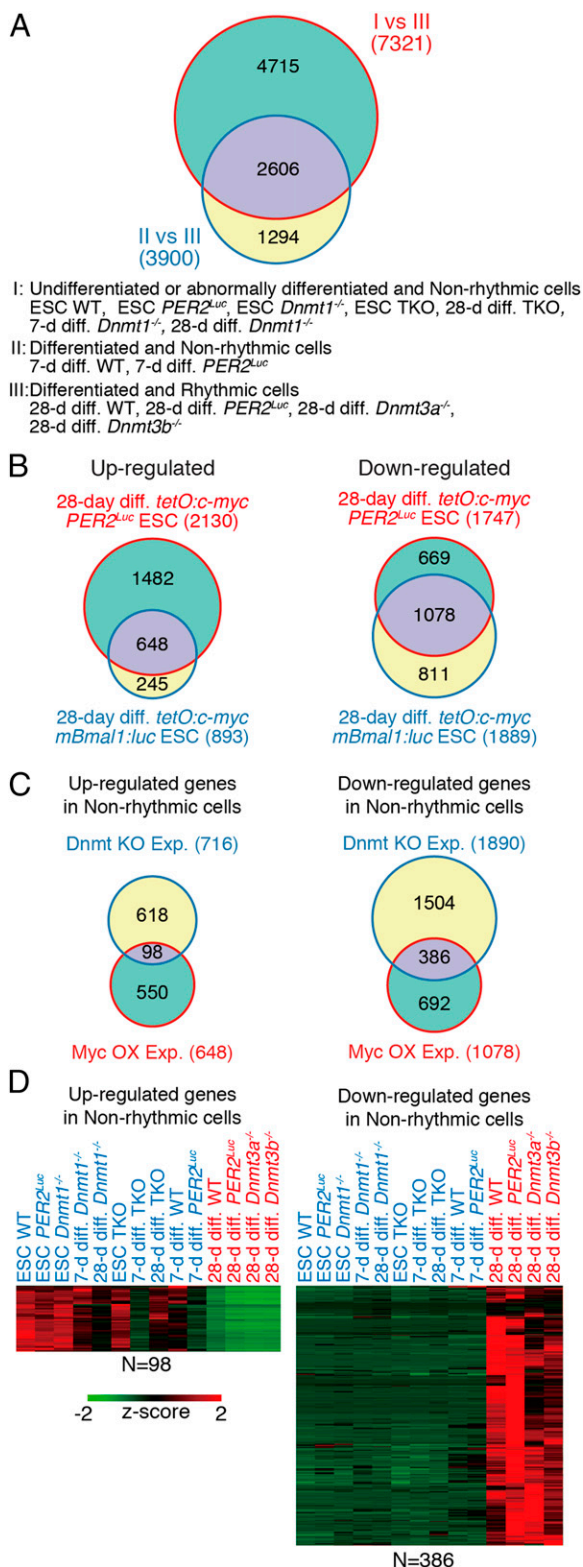 A
I vs III
(7321)
4715
2606
II vs III
(3900)
1294
I: Undifferentiated or abnormally differentiated and Non-rhythmic cells
ESC WT, ESC PER2Luc, ESC Dnmt1-/-, ESC TKO, 28-d diff. TKO,
7-d diff. Dnmt1-/-, 28-d diff. Dnmt1-/-
II: Differentiated and Non-rhythmic cells
7-d diff. WT, 7-d diff. PER2Luc
III:Differentiated and Rhythmic cells
28-d diff. WT, 28-d diff. PER2Luc, 28-d diff. Dnmt3a-/-,
28-d diff. Dnmt3b-/-
B
Up-regulated
28-day diff. tetO:c-myc
PER2Luc ESC (2130)
1482
648
245
28-day diff. tetO:c-myc
mBmal1:luc ESC (893)
Down-regulated
28-day diff. tetO:c-myc
PER2Luc ESC (1747)
669
1078
811
28-day diff. tetO:c-myc
mBmal1:luc ESC (1889)
C
Up-regulated genes
in Non-rhythmic cells
Dnmt KO Exp. (716)
618
98
550
Myc OX Exp. (648)
Down-regulated genes
in Non-rhythmic cells
Dnmt KO Exp. (1890)
1504
386
692
Myc OX Exp. (1078)
D
Up-regulated genes
in Non-rhythmic cells
ESC WT
ESC PER2Luc
ESC Dnmt1-/-
7-d diff. Dnmt1-/-
28-d diff. Dnmt1-/-
ESC TKO
7-d diff. TKO
28-d diff. TKO
7-d diff. WT
7-d diff. PER2Luc
28-d diff. WT
28-d diff. PER2Luc
28-d diff. Dnmt3a-/-
28-d diff. Dnmt3b-/-
N=98
-2 z-score 2
Down-regulated genes
in Non-rhythmic cells
ESC WT
ESC PER2Luc
ESC Dnmt1-/-
7-d diff. Dnmt1-/-
28-d diff. Dnmt1-/-
ESC TKO
7-d diff. TKO
28-d diff. TKO
7-d diff. WT
7-d diff. PER2Luc
28-d diff. WT
28-d diff. PER2Luc
28-d diff. Dnmt3a-/-
28-d diff. Dnmt3b-/-
N=386